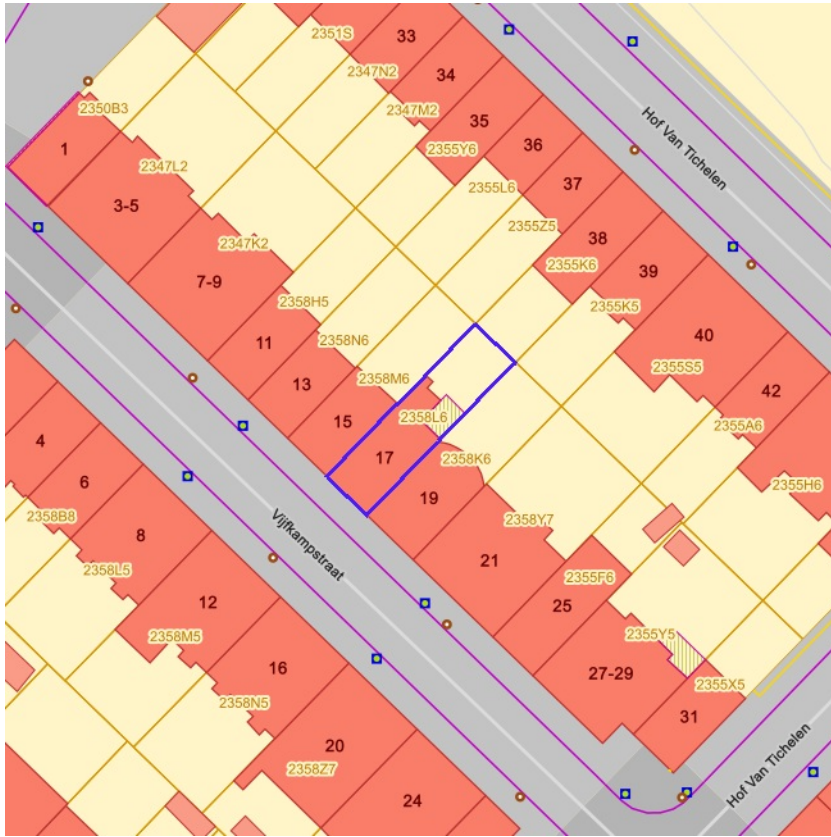 33
2351S
2347N2
34
2350B3
2347M2
35
Hof Van Tichelen
36
1
2355Y6
2347L2
37
2355L6
3-5
2355Z5
38
2347K2
2355K6
39
7-9
2358H5
2355K5
40
11
2358N6
2355S5
2358M6
13
42
2358L6
15
2355A6
4
17
2358K6
6
2355H6
19
2358B8
2358Y7
Vijfkampstraat
8
21
2358L5
2355F6
12
25
2358M5
2355Y5
16
27-29
2355X5
2358N5
31
20
Hof Van Tichelen
2358Z7
24